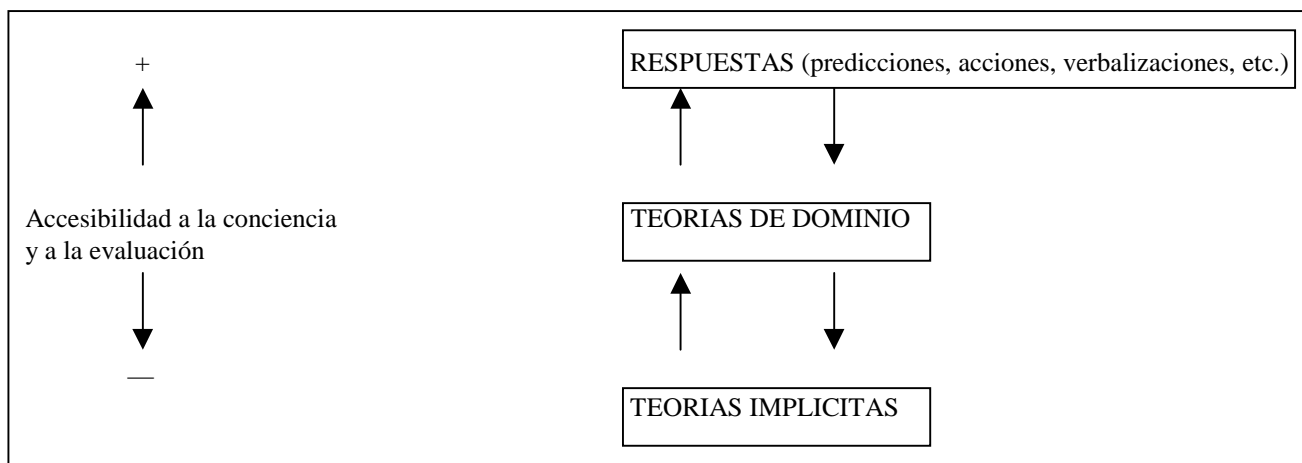 +
RESPUESTAS (predicciones, acciones, verbalizaciones, etc.)
Accesibilidad a la conciencia
y a la evaluación
TEORIAS DE DOMINIO
—
TEORIAS IMPLICITAS